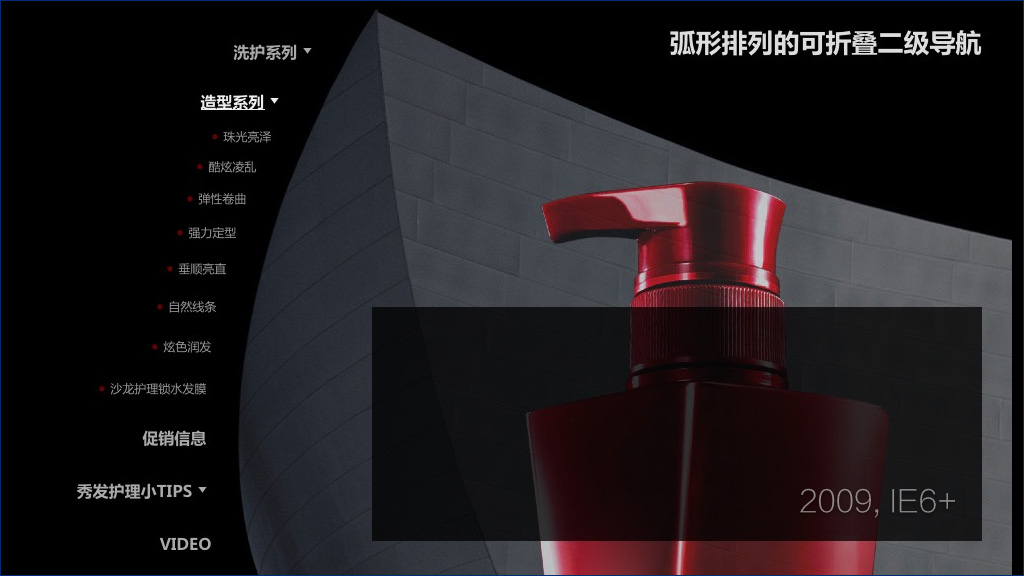 弧形排列的可折叠二级导航
洗护系列
造型系列
珠光亮泽
酷炫凌乱
弹性卷曲
强力定型
垂顺亮直
自然线条
炫色润发
沙龙护理锁水发膜
促销信息
秀发护理小TIPS
VIDEO
2009, IE6+